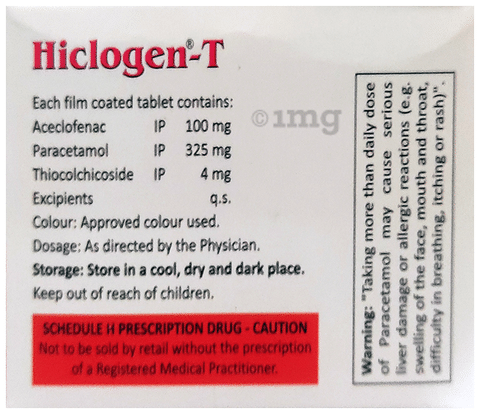 Hiclogen®-T
Each film coated tablet contains:
Aceclofenac IP 100 mg
Paracetamol IP 325 mg
Thiocolchicoside IP 4 mg
Excipients q.s.
Colour: Approved colour used.
Dosage: As directed by the Physician.
Storage: Store in a cool, dry and dark place.
Keep out of reach of children.
SCHEDULE H PRESCRIPTION DRUG - CAUTION
Not to be sold by retail without the prescription
of a Registered Medical Practitioner.
Warning: "Taking more than daily dose
of Paracetamol may cause serious
liver damage or allergic reactions (e.g.
swelling of the face, mouth and throat,
difficulty in breathing, itching or rash)".
© 1mg